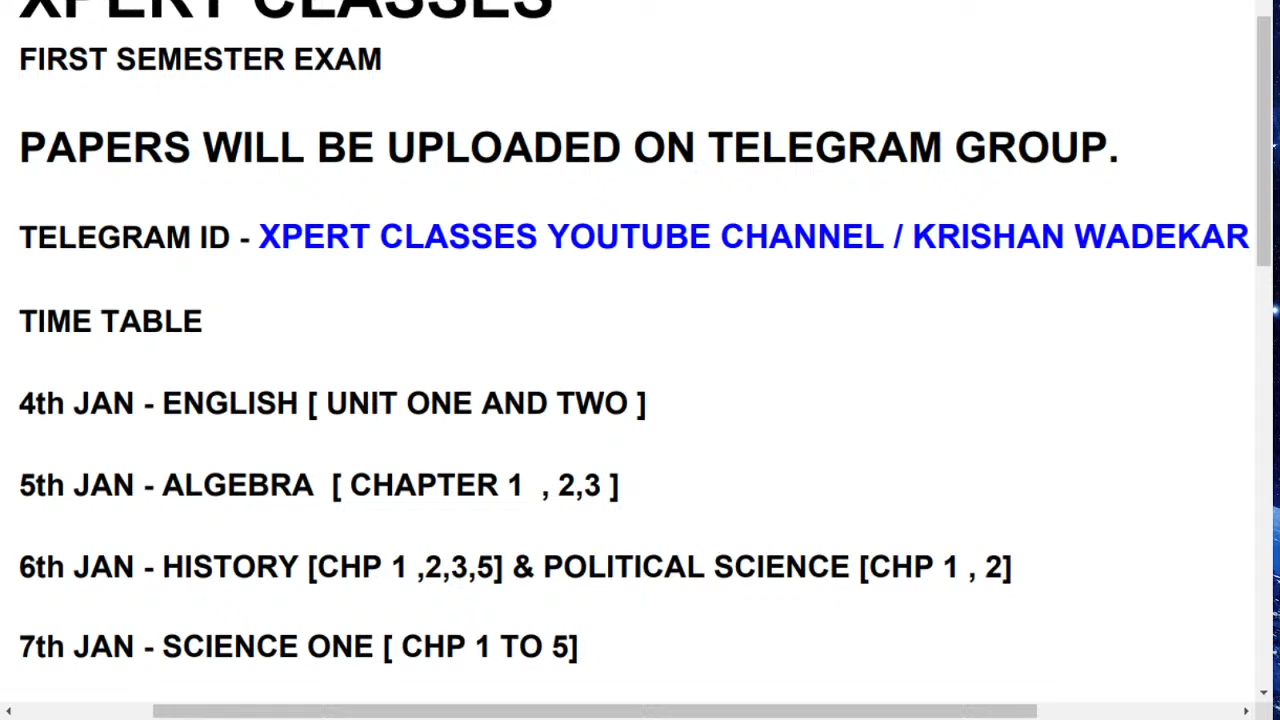 XPERT CLASSES
FIRST SEMESTER EXAM
PAPERS WILL BE UPLOADED ON TELEGRAM GROUP.
TELEGRAM ID - XPERT CLASSES YOUTUBE CHANNEL / KRISHAN WADEKAR
TIME TABLE
4th JAN - ENGLISH [ UNIT ONE AND TWO ]
5th JAN - ALGEBRA  [ CHAPTER 1  , 2,3 ]
6th JAN - HISTORY [CHP 1 ,2,3,5] & POLITICAL SCIENCE [CHP 1 , 2]
7th JAN - SCIENCE ONE [ CHP 1 TO 5]